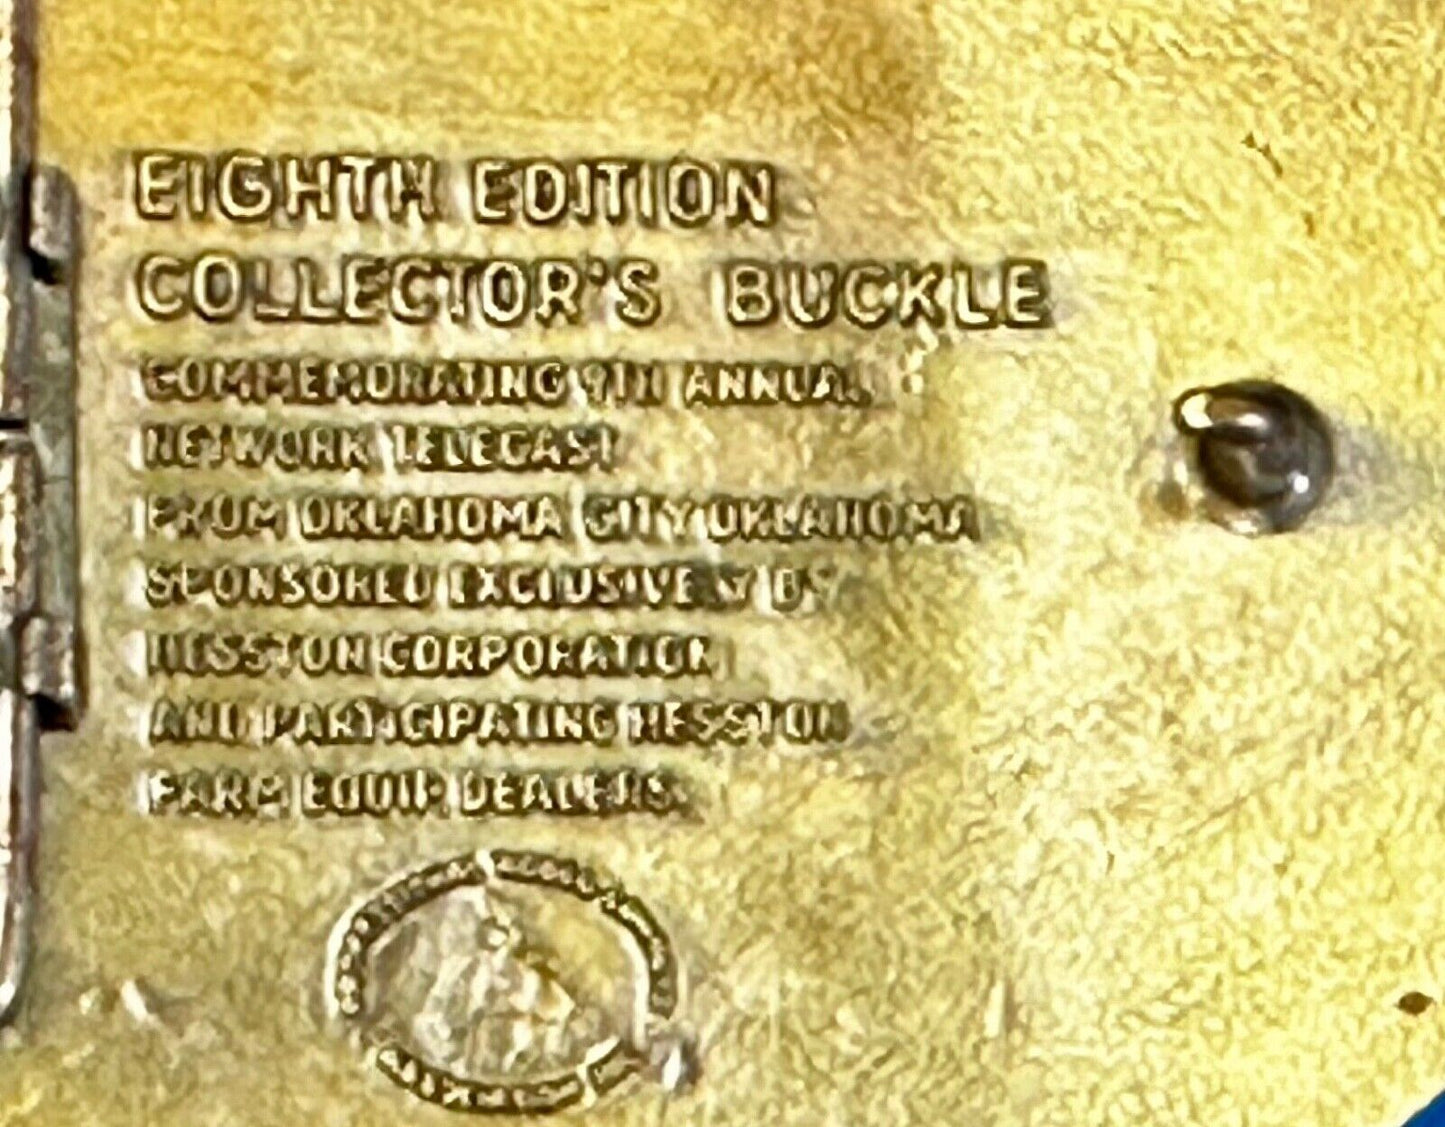 EIGHTH EDITION
COLLECTOR'S BUCKLE
COMMEMORATING 9TH ANNUAL
NETWORK TELECAST
FROM OKLAHOMA CITY OKLAHOMA
SPONSORED EXCLUSIVELY BY
HESSTON CORPORATION
AND PARTICIPATING HESSTON
FARM EQUIP. DEALERS.